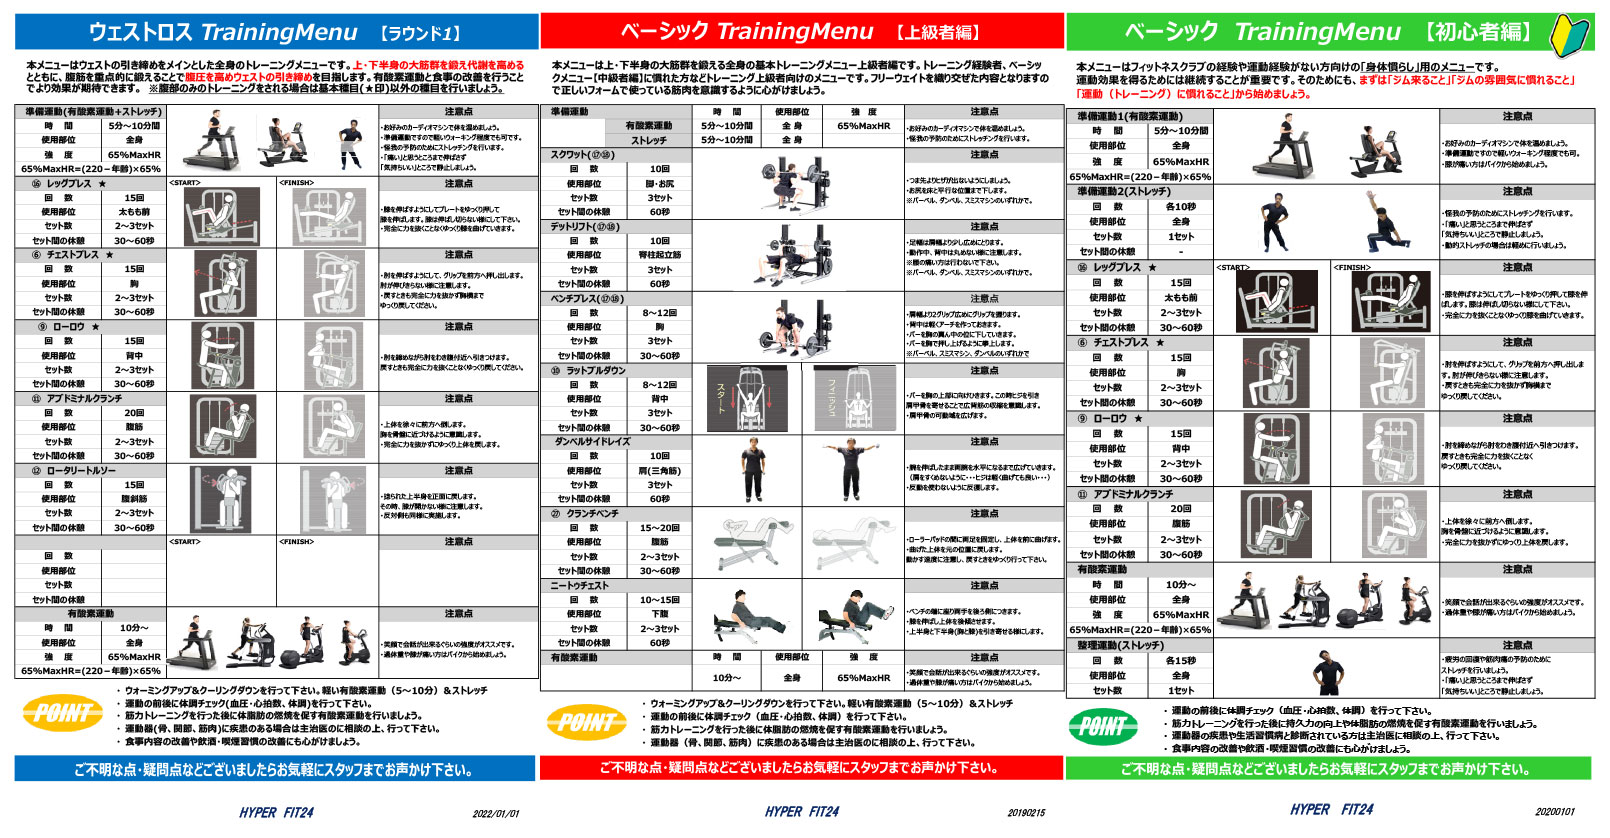 ウェストロス TrainingMenu 【ラウンド1】
本メニューはウェストの引き締めをメインとした全身のトレーニングメニューです。上・下半身の大筋群を鍛え代謝を高める
とともに、腹筋を重点的に鍛えることで腹圧を高めウェストの引き締めを目指します。有酸素運動と食事の改善を行うこと
でより効果が期待できます。 ※腹部のみのトレーニングをされる場合は基本種目(★印)以外の種目を行いましょう。
準備運動(有酸素運動+ストレッチ) 注意点
時 間 5分～10分間
使用部位 全身
強 度 65%MaxHR
65%MaxHR=(220－年齢)×65%
・お好みのカーディオマシンで体を温めましょう。
・準備運動ですので軽いウォーキング程度でも可です。
・怪我の予防のためにストレッチングを行います。
・「痛い」と思うところまで伸ばさず
「気持ちいい」ところで静止しましょう。
⑯ レッグプレス ★ <START> <FINISH> 注意点
回 数 15回
使用部位 太もも前
セット数 2～3セット
セット間の休憩 30～60秒
・膝を伸ばすようにしてプレートをゆっくり押して
膝を伸ばします。膝は伸ばし切らない様にして下さい。
・完全に力を抜くことなくゆっくり膝を曲げていきます。
⑥ チェストプレス ★ 注意点
回 数 15回
使用部位 胸
セット数 2～3セット
セット間の休憩 30～60秒
・肘を伸ばすようにして、グリップを前方へ押し出します。
肘が伸びきらない様に注意します。
・戻すときも完全に力を抜かず胸横まで
ゆっくり戻してください。
⑨ ローロウ ★ 注意点
回 数 15回
使用部位 背中
セット数 2～3セット
セット間の休憩 30～60秒
・肘を締めながら肘をわき腹付近へ引きつけます。
戻すときも完全に力を抜くことなくゆっくり戻してください。
⑪ アブドミナルクランチ 注意点
回 数 20回
使用部位 腹筋
セット数 2～3セット
セット間の休憩 30～60秒
・上体を徐々に前方へ倒します。
胸を骨盤に近づけるように意識します。
・完全に力を抜かずにゆっくり上体を戻します。
⑫ ロータリートルソー 注意点
回 数 15回
使用部位 腹斜筋
セット数 2～3セット
セット間の休憩 30～60秒
・捻られた上半身を正面に戻します。
その時、膝が開かない様に注意します。
・反対側も同様に実施します。
<START> <FINISH> 注意点
回 数
使用部位
セット数
セット間の休憩
有酸素運動 注意点
時 間 10分～
使用部位 全身
強 度 65%MaxHR
65%MaxHR=(220－年齢)×65%
・笑顔で会話が出来るぐらいの強度がオススメです。
・過体重や膝が痛い方はバイクから始めましょう。
POINT
・ ウォーミングアップ&クーリングダウンを行って下さい。軽い有酸素運動（5～10分）&ストレッチ
・ 運動の前後に体調チェック(血圧・心拍数、体調)を行って下さい。
・ 筋力トレーニングを行った後に体脂肪の燃焼を促す有酸素運動を行いましょう。
・ 運動器(骨、関節、筋肉)に疾患のある場合は主治医のに相談の上、行って下さい。
・ 食事内容の改善や飲酒・喫煙習慣の改善にも心がけましょう。
ご不明な点・疑問点などございましたらお気軽にスタッフまでお声かけ下さい。
HYPER FIT24 2022/01/01
ベーシック TrainingMenu 【上級者編】
本メニューは上・下半身の大筋群を鍛える全身の基本トレーニングメニュー上級者編です。トレーニング経験者、ベーシッ
クメニュー[中級者編]に慣れた方などトレーニング上級者向けのメニューです。フリーウェイトを織り交ぜた内容となりますの
で正しいフォームで使っている筋肉を意識するように心がけましょう。
準備運動 時 間 使用部位 強 度 注意点
有酸素運動 5分～10分間 全 身 65%MaxHR
ストレッチ 5分～10分間 全 身
・お好みのカーディオマシンで体を温めましょう。
・怪我の予防のためにストレッチングを行います。
スクワット(⑰⑱) 注意点
回 数 10回
使用部位 脚・お尻
セット数 3セット
セット間の休憩 60秒
・つま先よりヒザが出ないようにしましょう。
・お尻を床と平行な位置まで下します。
※バーベル、ダンベル、スミスマシンのいずれかで。
デットリフト(⑰⑱) 注意点
回 数 10回
使用部位 脊柱起立筋
セット数 3セット
セット間の休憩 60秒
・足幅は肩幅より少し広めにとります。
・動作中、背中は丸めない様に注意します。
※腰の痛い方は行わないで下さい。
※バーベル、ダンベル、スミスマシンのいずれかで。
ベンチプレス(⑰⑱) 注意点
回 数 8～12回
使用部位 胸
セット数 3セット
セット間の休憩 30～60秒
・肩幅より2グリップ広めにグリップを握ります。
・背中は軽くアーチを作っておきます。
・バーを胸の真ん中の位に下していきます。
・バーを胸で押し上げるように挙上します。
※バーベル、スミスマシン、ダンベルのいずれかで
⑩ ラットプルダウン 注意点
回 数 8～12回
使用部位 背中
セット数 3セット
セット間の休憩 30～60秒
スタート フィニッシュ
・バーを胸の上部に向けひきます。この時ヒジを引き
肩甲骨を寄せることで広背筋の収縮を意識します。
・肩甲骨の可動域を広げます。
ダンベルサイドレイズ 注意点
回 数 10回
使用部位 肩(三角筋)
セット数 3セット
セット間の休憩 60秒
・腕を伸ばしたまま両腕を水平になるまで広げていきます。
（肩をすくめないように・・・ヒジは軽く曲げても良い・・・）
・反動を使わないように反復します。
㉗ クランチベンチ 注意点
回 数 15～20回
使用部位 腹筋
セット数 2～3セット
セット間の休憩 30～60秒
・ローラーパッドの間に両足を固定し、上体を前に曲げます。
・曲げた上体を元の位置に戻します。
動かす速度に注意し、戻すときをゆっくり行って下さい。
ニートゥチェスト 注意点
回 数 10～15回
使用部位 下腹
セット数 2～3セット
セット間の休憩 60秒
・ベンチの端に座り両手を後ろ側につきます。
・膝を伸ばし上体を後傾させます。
・上半身と下半身(胸と膝)を引き寄せる様にします。
有酸素運動 時 間 使用部位 強 度 注意点
10分～ 全身 65%MaxHR
・笑顔で会話が出来るぐらいの強度がオススメです。
・過体重や膝が痛い方はバイクから始めましょう。
POINT
・ ウォーミングアップ&クーリングダウンを行って下さい。軽い有酸素運動（5～10分）&ストレッチ
・ 運動の前後に体調チェック（血圧・心拍数、体調）を行って下さい。
・ 筋力トレーニングを行った後に体脂肪の燃焼を促す有酸素運動を行いましょう。
・ 運動器（骨、関節、筋肉）に疾患のある場合は主治医のに相談の上、行って下さい。
ご不明な点・疑問点などございましたらお気軽にスタッフまでお声かけ下さい。
HYPER FIT24 20190215
ベーシック TrainingMenu 【初心者編】
本メニューはフィットネスクラブの経験や運動経験がない方向けの「身体慣らし」用のメニューです。
運動効果を得るためには継続することが重要です。そのためにも、まずは「ジム来ること」「ジムの雰囲気に慣れること」
「運動（トレーニング）に慣れること」から始めましょう。
準備運動1(有酸素運動) 注意点
時 間 5分～10分間
使用部位 全身
強 度 65%MaxHR
65%MaxHR=(220－年齢)×65%
・お好みのカーディオマシンで体を温めましょう。
・準備運動ですので軽いウォーキング程度でも可。
・膝が痛い方はバイクから始めましょう。
準備運動2(ストレッチ) 注意点
回 数 各10秒
使用部位 全身
セット数 1セット
セット間の休憩 -
・怪我の予防のためにストレッチングを行います。
・「痛い」と思うところまで伸ばさず
「気持ちいい」ところで静止しましょう。
・動的ストレッチの場合は軽めに行いましょう。
⑯ レッグプレス ★ <START> <FINISH> 注意点
回 数 15回
使用部位 太もも前
セット数 2～3セット
セット間の休憩 30～60秒
・膝を伸ばすようにしてプレートをゆっくり押して膝を伸
ばします。膝は伸ばし切らない様にして下さい。
・完全に力を抜くことなくゆっくり膝を曲げていきます。
⑥ チェストプレス ★ 注意点
回 数 15回
使用部位 胸
セット数 2～3セット
セット間の休憩 30～60秒
・肘を伸ばすようにして、グリップを前方へ押し出しま
す。肘が伸びきらない様に注意します。
・戻すときも完全に力を抜かず胸横まで
ゆっくり戻してください。
⑨ ローロウ ★ 注意点
回 数 15回
使用部位 背中
セット数 2～3セット
セット間の休憩 30～60秒
・肘を締めながら肘をわき腹付近へ引きつけます。
戻すときも完全に力を抜くことなく
ゆっくり戻してください。
⑪ アブドミナルクランチ 注意点
回 数 20回
使用部位 腹筋
セット数 2～3セット
セット間の休憩 30～60秒
・上体を徐々に前方へ倒します。
胸を骨盤に近づけるように意識します。
・完全に力を抜かずにゆっくり上体を戻します。
有酸素運動 注意点
時 間 10分～
使用部位 全身
強 度 65%MaxHR
65%MaxHR=(220－年齢)×65%
・笑顔で会話が出来るぐらいの強度がオススメです。
・過体重や膝が痛い方はバイクから始めましょう。
整理運動(ストレッチ) 注意点
回 数 各15秒
使用部位 全身
セット数 1セット
・疲労の回復や筋肉痛の予防のために
ストレッチを行いましょう。
・「痛い」と思うところまで伸ばさず
「気持ちいい」ところで静止しましょう。
POINT
・ 運動の前後に体調チェック（血圧・心拍数、体調）を行って下さい。
・ 筋力トレーニングを行った後に持久力の向上や体脂肪の燃焼を促す有酸素運動を行いましょう。
・ 運動器の疾患や生活習慣病と診断されている方は主治医に相談の上、行って下さい。
・ 食事内容の改善や飲酒・喫煙習慣の改善にも心がけましょう。
ご不明な点・疑問点などございましたらお気軽にスタッフまでお声かけ下さい。
HYPER FIT24 20200101